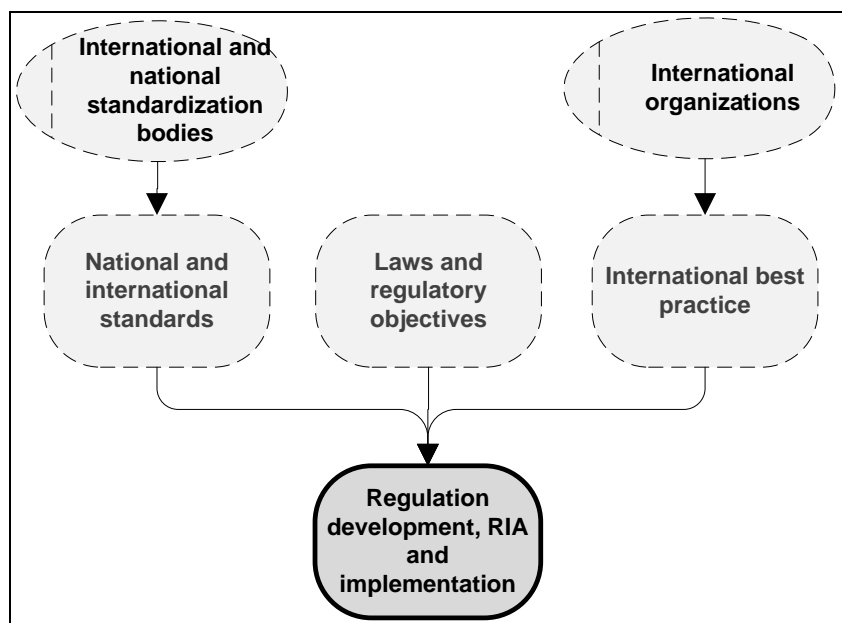 International and
national
standardization
bodies
International
organizations
National and
international
standards
Laws and
regulatory
objectives
International best
practice
Regulation
development, RIA
and
implementation